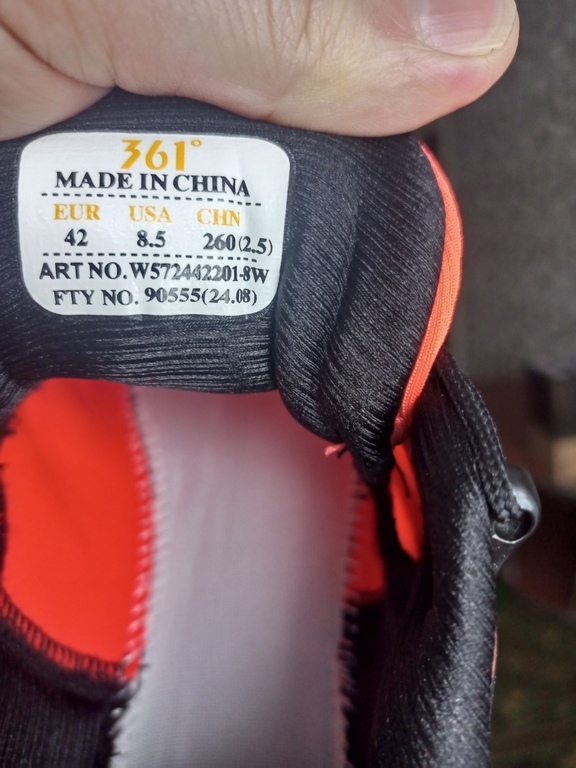 361°
MADE IN CHINA
EUR USA CHN
42 8.5 260(2.5)
ART NO.W572442201-8W
FTY NO. 90555(24.08)